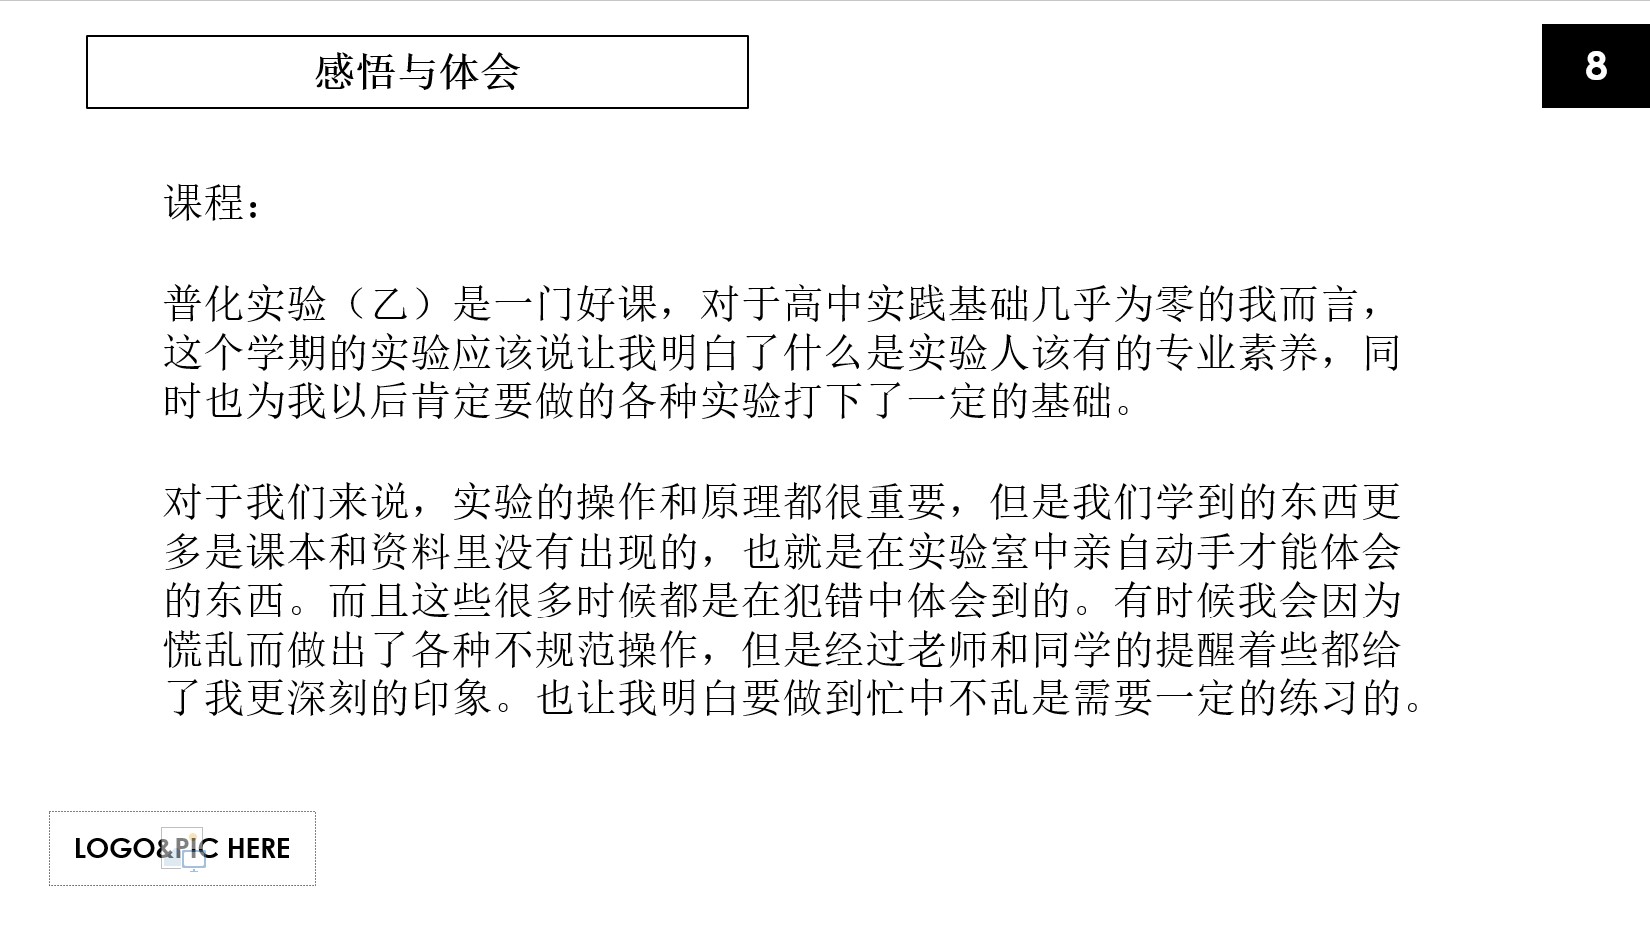 感悟与体会
8
课程：
普化实验（乙）是一门好课，对于高中实践基础几乎为零的我而言，
这个学期的实验应该说让我明白了什么是实验人该有的专业素养，同
时也为我以后肯定要做的各种实验打下了一定的基础。
对于我们来说，实验的操作和原理都很重要，但是我们学到的东西更
多是课本和资料里没有出现的，也就是在实验室中亲自动手才能体会
的东西。而且这些很多时候都是在犯错中体会到的。有时候我会因为
慌乱而做出了各种不规范操作，但是经过老师和同学的提醒着些都给
了我更深刻的印象。也让我明白要做到忙中不乱是需要一定的练习的。
LOGO&PIC HERE